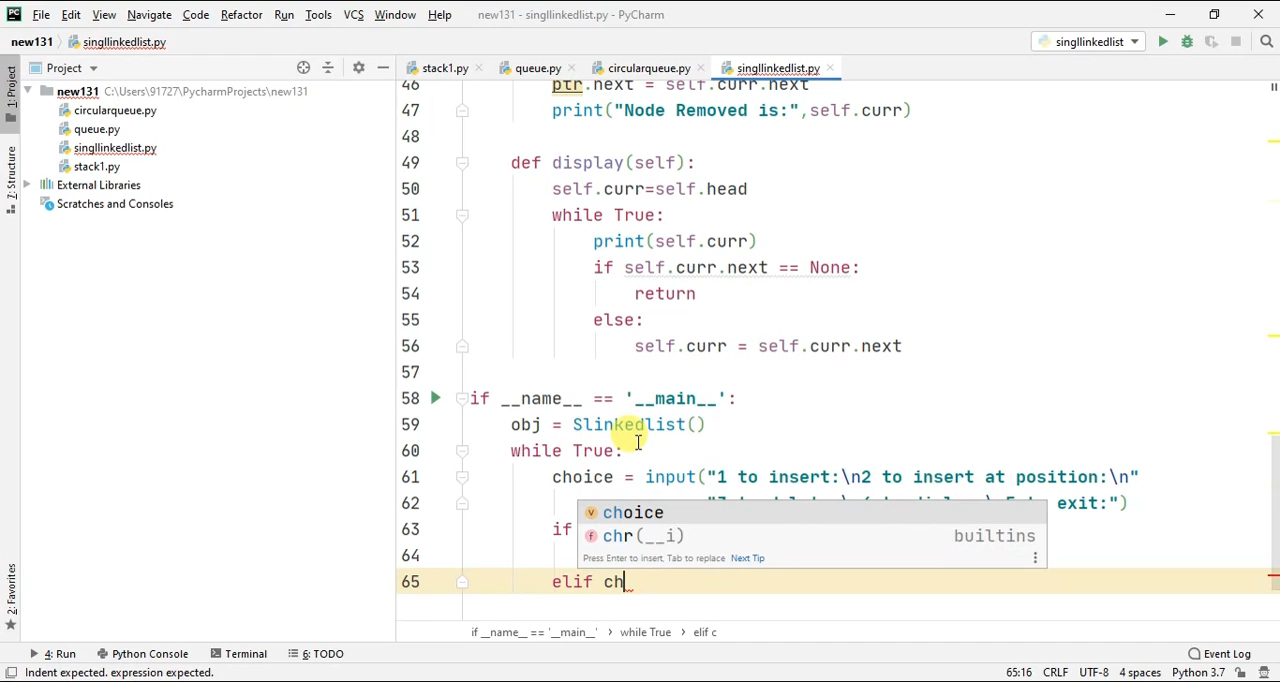 File Edit View Navigate Code Refactor Run Tools VCS Window Help new131 - singllinkedlist.py - PyCharm
new131 singllinkedlist.py singllinkedlist
Project stack1.py queue.py circularqueue.py singllinkedlist.py
1: Project
new131 C:\Users\91727\PycharmProjects\new131
circularqueue.py
queue.py
singllinkedlist.py
stack1.py
External Libraries
Scratches and Consoles
Z: Structure
2: Favorites
46 ptr.next = self.curr.next
47 print("Node Removed is:",self.curr)
48
49 def display(self):
50 self.curr=self.head
51 while True:
52 print(self.curr)
53 if self.curr.next == None:
54 return
55 else:
56 self.curr = self.curr.next
57
58 if __name__ == '__main__':
59 obj = Slinkedlist()
60 while True:
61 choice = input("1 to insert:\n2 to insert at position:\n"
62 exit:")
63 if
64
65 elif ch
choice
chr(__i) builtins
Press Enter to insert, Tab to replace Next Tip
if __name__ == '__main__' › while True › elif c
4: Run Python Console Terminal 6: TODO Event Log
Indent expected. expression expected. 65:16 CRLF UTF-8 4 spaces Python 3.7